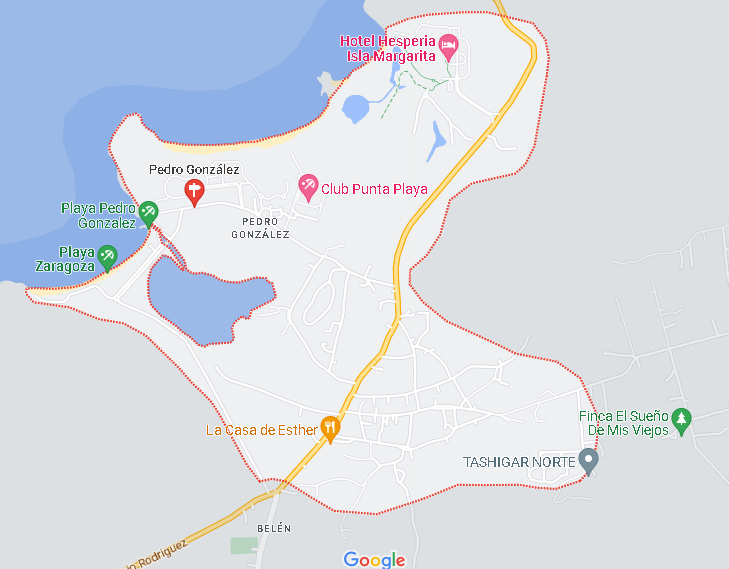 Hotel Hesperia
Isla Margarita
Pedro González
Club Punta Playa
Playa Pedro
Gonzalez
PEDRO
GONZÁLEZ
Playa
Zaragoza
La Casa de Esther
Finca El Sueño
De Mis Viejos
TASHIGAR NORTE
BELÉN
Rodriguez
Google